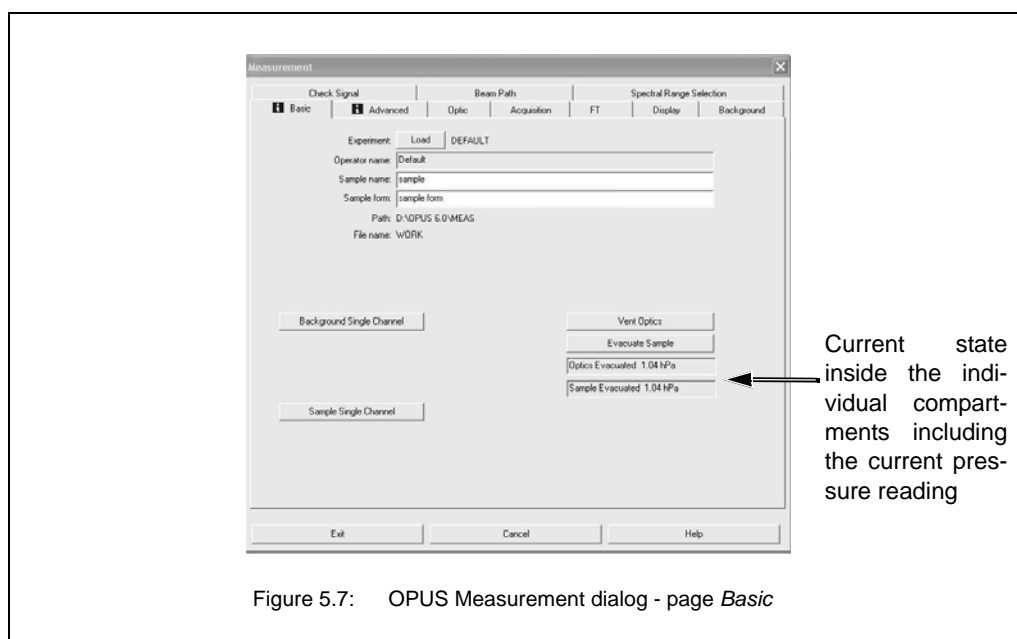 Measurement
Check Signal Beam Path Spectral Range Selection
Basic Advanced Optic Acquisition FT Display Background
Experiment: Load DEFAULT
Operator name: Default
Sample name: sample
Sample form: sample form
Path: D:\OPUS 6.0\MEAS
File name: WORK
Background Single Channel
Vent Optics
Evacuate Sample
Optics Evacuated 1.04 hPa
Sample Evacuated 1.04 hPa
Sample Single Channel
Exit Cancel Help
Current state
inside the indi-
vidual compart-
ments including
the current pres-
sure reading
Figure 5.7: OPUS Measurement dialog - page Basic